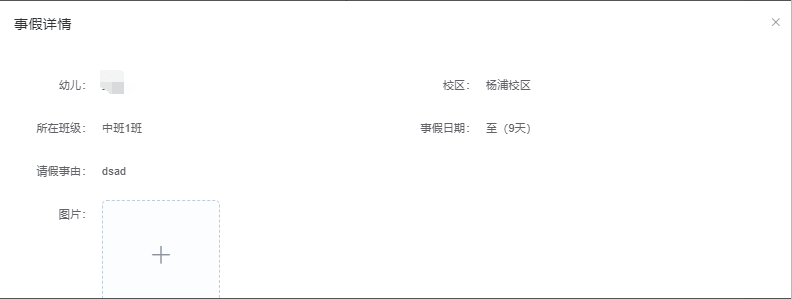 事假详情
幼儿： 校区： 杨浦校区
所在班级： 中班1班 事假日期： 至（9天）
请假事由： dsad
图片：